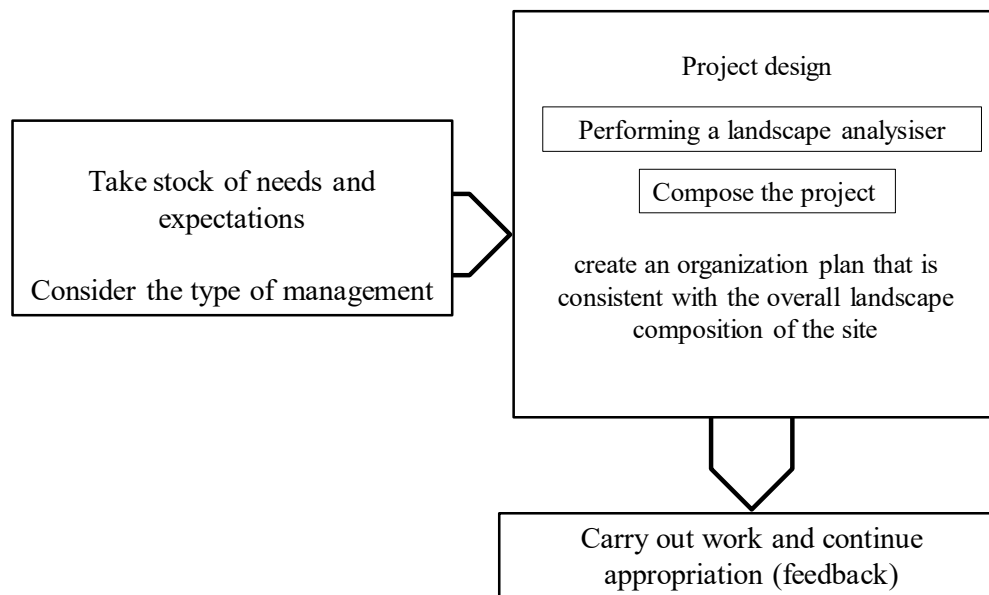 Take stock of needs and
expectations
Consider the type of management
Project design
Performing a landscape analysiser
Compose the project
create an organization plan that is
consistent with the overall landscape
composition of the site
Carry out work and continue
appropriation (feedback)